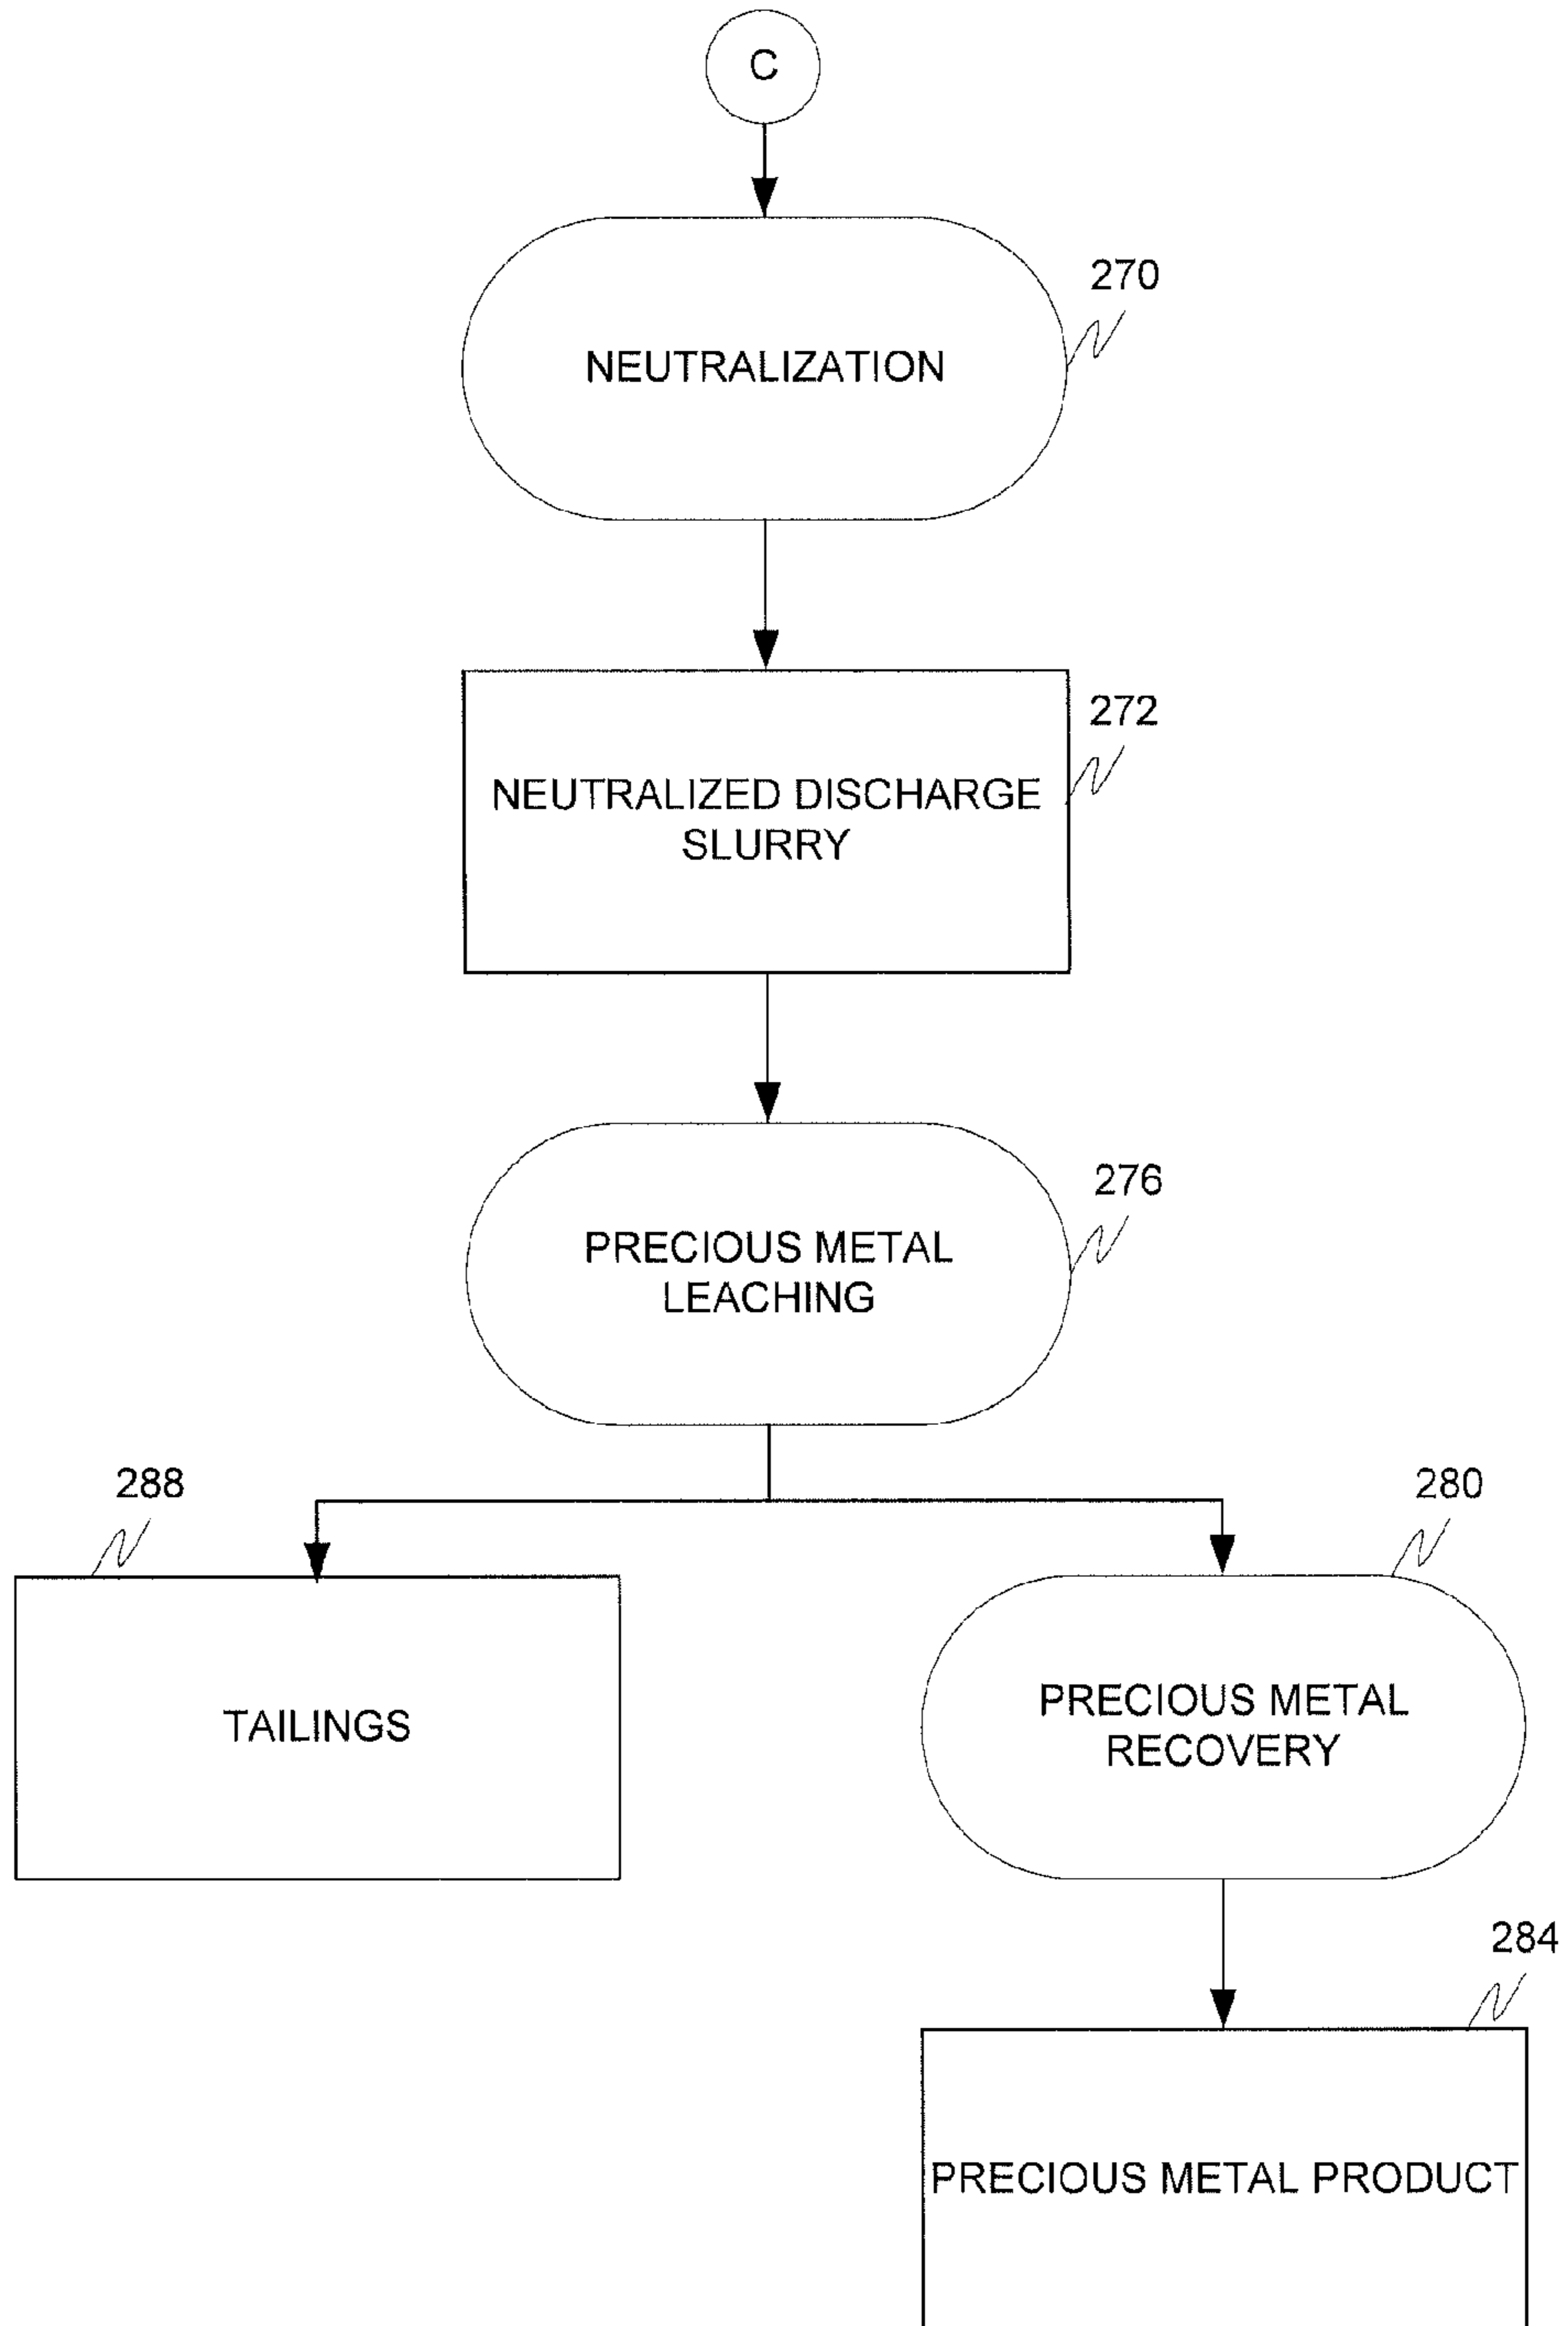 C
270
NEUTRALIZATION
272
NEUTRALIZED DISCHARGE
SLURRY
276
PRECIOUS METAL
LEACHING
288
280
TAILINGS
PRECIOUS METAL
RECOVERY
284
PRECIOUS METAL PRODUCT